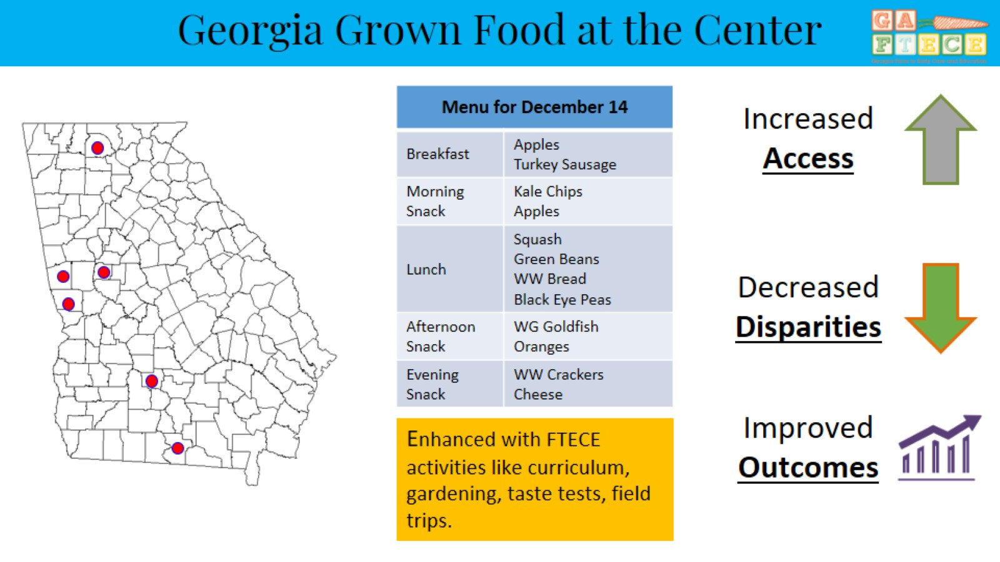 Georgia Grown Food at the Center
GA
FTECE
Menu for December 14
Breakfast
Apples
Turkey Sausage
Morning
Snack
Kale Chips
Apples
Lunch
Squash
Green Beans
WW Bread
Black Eye Peas
Afternoon
Snack
WG Goldfish
Oranges
Evening
Snack
WW Crackers
Cheese
Enhanced with FTECE
activities like curriculum,
gardening, taste tests, field
trips.
Increased
Access
Decreased
Disparities
Improved
Outcomes